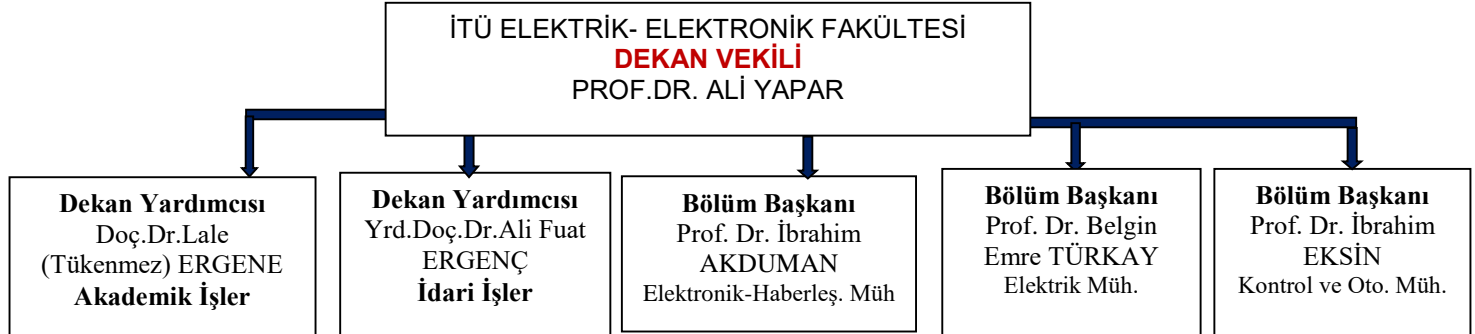 İTÜ ELEKTRİK- ELEKTRONİK FAKÜLTESİ
DEKAN VEKİLİ
PROF.DR. ALİ YAPAR
Dekan Yardımcısı
Doç.Dr.Lale
(Tükenmez) ERGENE
Akademik İşler
Dekan Yardımcısı
Yrd.Doç.Dr.Ali Fuat
ERGENÇ
İdari İşler
Bölüm Başkanı
Prof. Dr. İbrahim
AKDUMAN
Elektronik-Haberleş. Müh
Bölüm Başkanı
Prof. Dr. Belgin
Emre TÜRKAY
Elektrik Müh.
Bölüm Başkanı
Prof. Dr. İbrahim
EKSİN
Kontrol ve Oto. Müh.